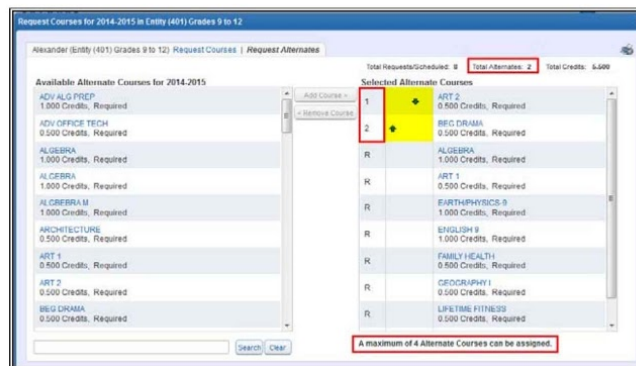 Request Courses for 2014-2015 in Entity (401) Grades 9 to 12
Alexander (Entity (401) Grades 9 to 12) Request Courses | Request Alternates
Total Requests/Scheduled: 8 Total Alternates: 2 Total Credits: 5.500
Available Alternate Courses for 2014-2015
ADV ALG PREP
1.000 Credits, Required
ADV OFFICE TECH
0.500 Credits, Required
ALGEBRA
1.000 Credits, Required
ALGEBRA
1.000 Credits, Required
ALGBEBRA M
1.000 Credits, Required
ARCHITECTURE
0.500 Credits, Required
ART 1
0.500 Credits, Required
ART 2
0.500 Credits, Required
BEG DRAMA
0.500 Credits, Required
Search Clear
Add Course »
« Remove Course
Selected Alternate Courses
1 ART 2
0.500 Credits, Required
2 BEG DRAMA
0.500 Credits, Required
R ALGEBRA
1.000 Credits, Required
R ART 1
0.500 Credits, Required
R EARTH/PHYSICS-9
1.000 Credits, Required
R ENGLISH 9
1.000 Credits, Required
R FAMILY HEALTH
0.500 Credits, Required
R GEOGRAPHY I
0.500 Credits, Required
R LIFETIME FITNESS
0.500 Credits, Required
A maximum of 4 Alternate Courses can be assigned.